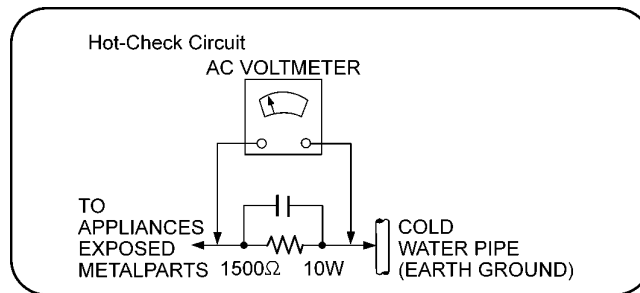 Hot-Check Circuit
AC VOLTMETER
TO
APPLIANCES
EXPOSED
METALPARTS
1500Ω
10W
COLD
WATER PIPE
(EARTH GROUND)